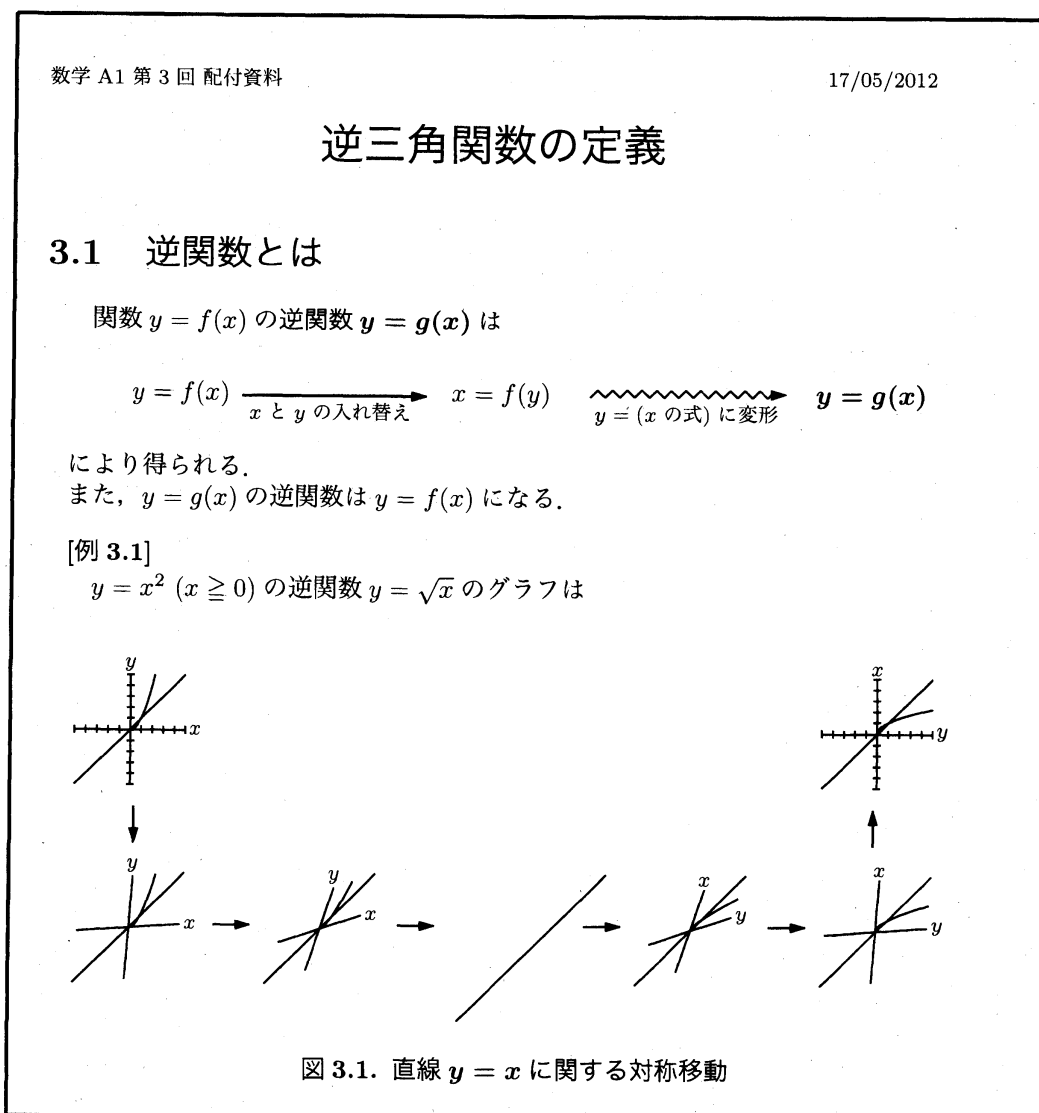 数学 A1 第 3 回 配付資料 17/05/2012
逆三角関数の定義
3.1 逆関数とは
関数 y = f(x) の逆関数 y = g(x) は
y = f(x) x = f(y) y = g(x)
x と y の入れ替え y = (x の式) に変形
により得られる.
また, y = g(x) の逆関数は y = f(x) になる.
[例 3.1]
y = x² (x ≧ 0) の逆関数 y = √x のグラフは
y x
x y
y y x x
x x y y
図 3.1. 直線 y = x に関する対称移動